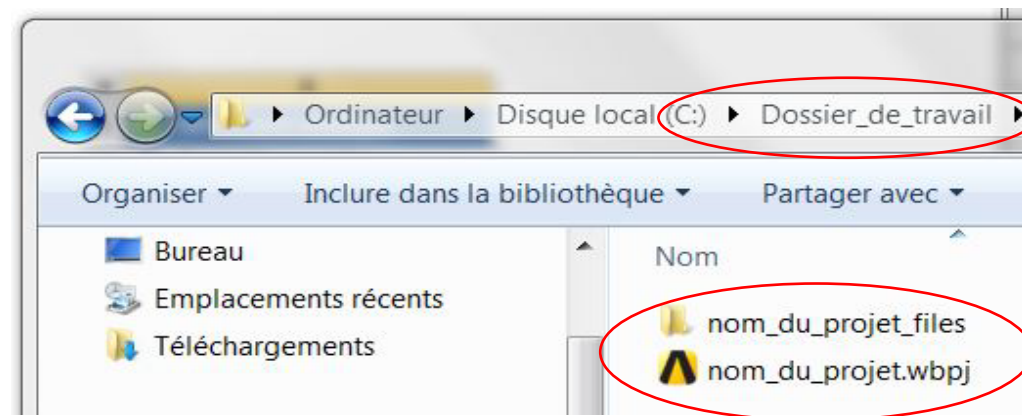 Ordinateur Disque local (C:) Dossier_de_travail
Organiser Inclure dans la bibliothèque Partager avec
Bureau
Emplacements récents
Téléchargements
Nom
nom_du_projet_files
nom_du_projet.wbpj